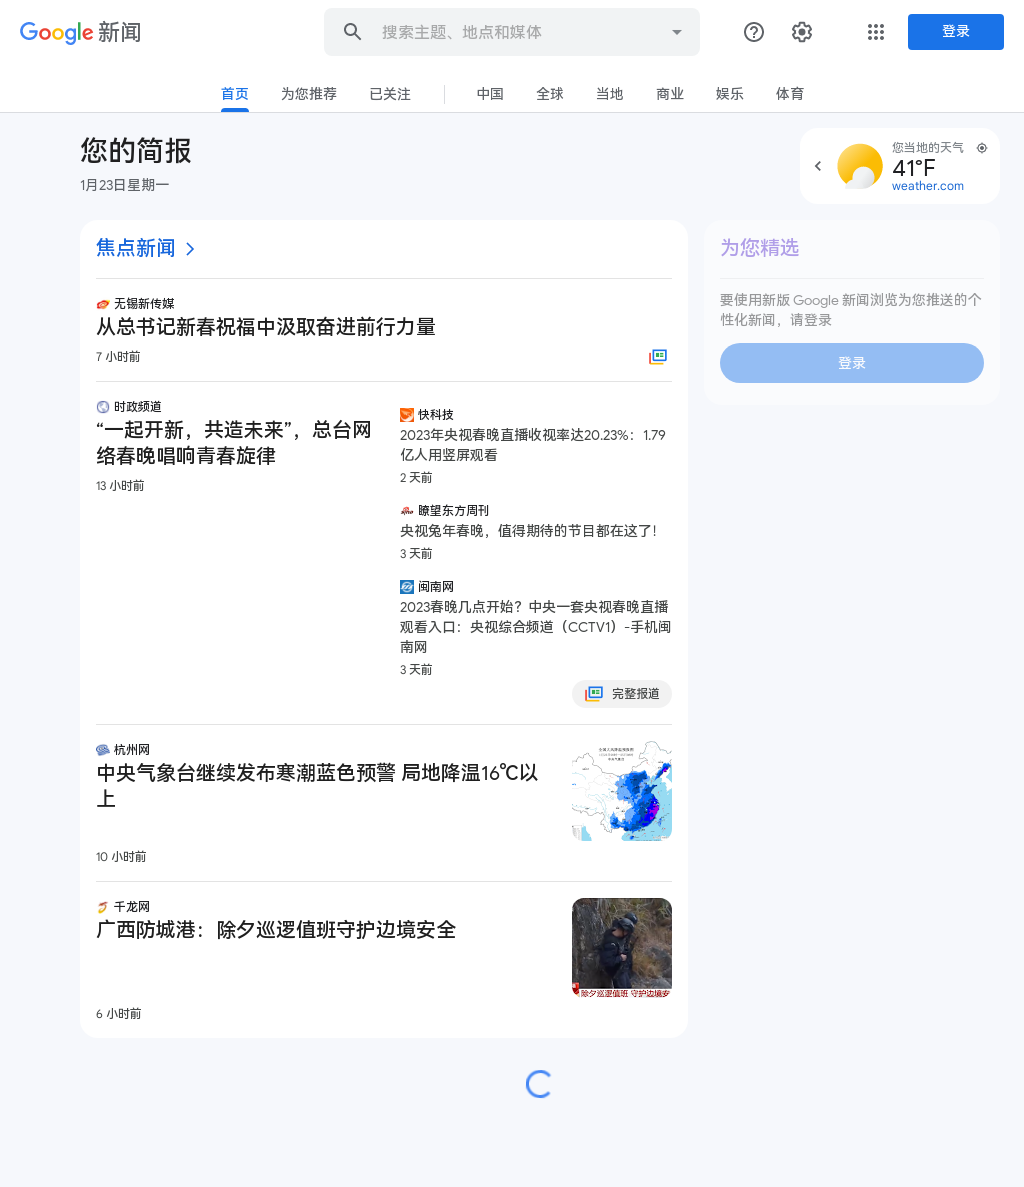 Google 新闻
搜索主题、地点和媒体
登录
首页
为您推荐
已关注
中国
全球
当地
商业
娱乐
体育
您的简报
1月23日星期一
您当地的天气
41°F
weather.com
焦点新闻
无锡新传媒
从总书记新春祝福中汲取奋进前行力量
7 小时前
时政频道
“一起开新，共造未来”，总台网
络春晚唱响青春旋律
13 小时前
快科技
2023年央视春晚直播收视率达20.23%：1.79
亿人用竖屏观看
2 天前
瞭望东方周刊
央视兔年春晚，值得期待的节目都在这了！
3 天前
闽南网
2023春晚几点开始？中央一套央视春晚直播
观看入口：央视综合频道（CCTV1）-手机闽
南网
3 天前
完整报道
杭州网
中央气象台继续发布寒潮蓝色预警 局地降温16℃以
上
10 小时前
千龙网
广西防城港：除夕巡逻值班守护边境安全
除夕巡逻值班 守护边境安
6 小时前
为您精选
要使用新版 Google 新闻浏览为您推送的个
性化新闻，请登录
登录